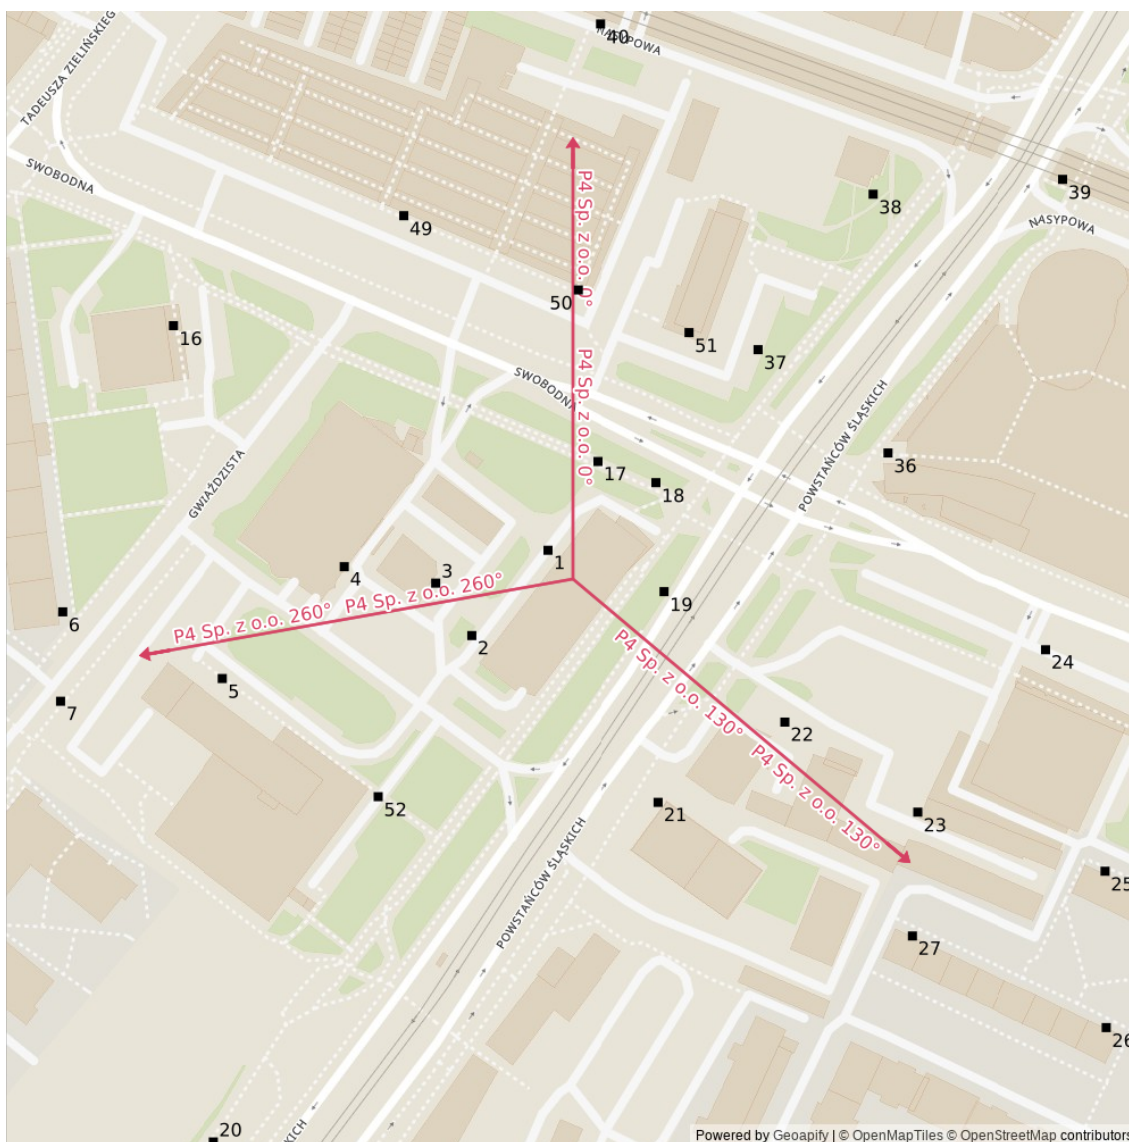 40
NASYPOWA
TADEUSZA ZIELIŃSKIEG
SWOBODNA
39
38
NASYPOWA
49
P4 Sp. z o.o. 0°
50
16
51
37
P4 Sp. z o.o. 0°
SWOBODNA
POWSTAŃCÓW ŚLĄSKICH
36
17
18
GWIAŹDZISTA
1
4
3
P4 Sp. z o.o. 260° P4 Sp. z o.o. 260°
19
6
2
24
5
7
P4 Sp. z o.o. 130° P4 Sp. z o.o. 130°
22
52
21
23
POWSTAŃCÓW ŚLĄSKICH
25
27
26
20
KICH
Powered by Geoapify | © OpenMapTiles © OpenStreetMap contributors